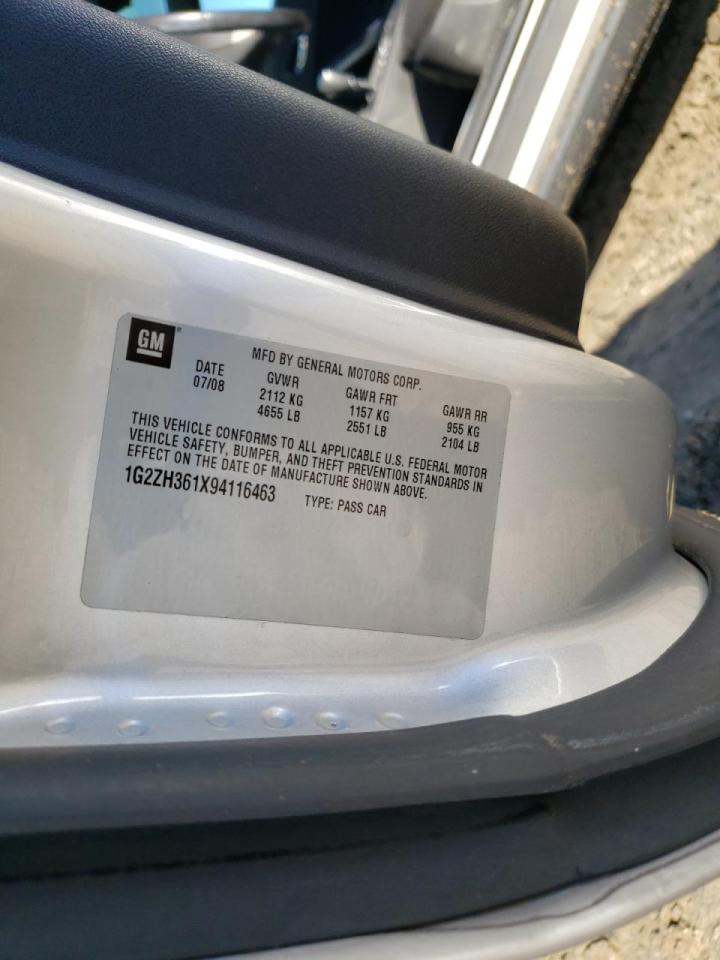 GM ®
MFD BY GENERAL MOTORS CORP.
DATE GVWR GAWR FRT GAWR RR
07/08 2112 KG 1157 KG 955 KG
4655 LB 2551 LB 2104 LB
THIS VEHICLE CONFORMS TO ALL APPLICABLE U.S. FEDERAL MOTOR
VEHICLE SAFETY, BUMPER, AND THEFT PREVENTION STANDARDS IN
EFFECT ON THE DATE OF MANUFACTURE SHOWN ABOVE.
1G2ZH361X94116463 TYPE: PASS CAR